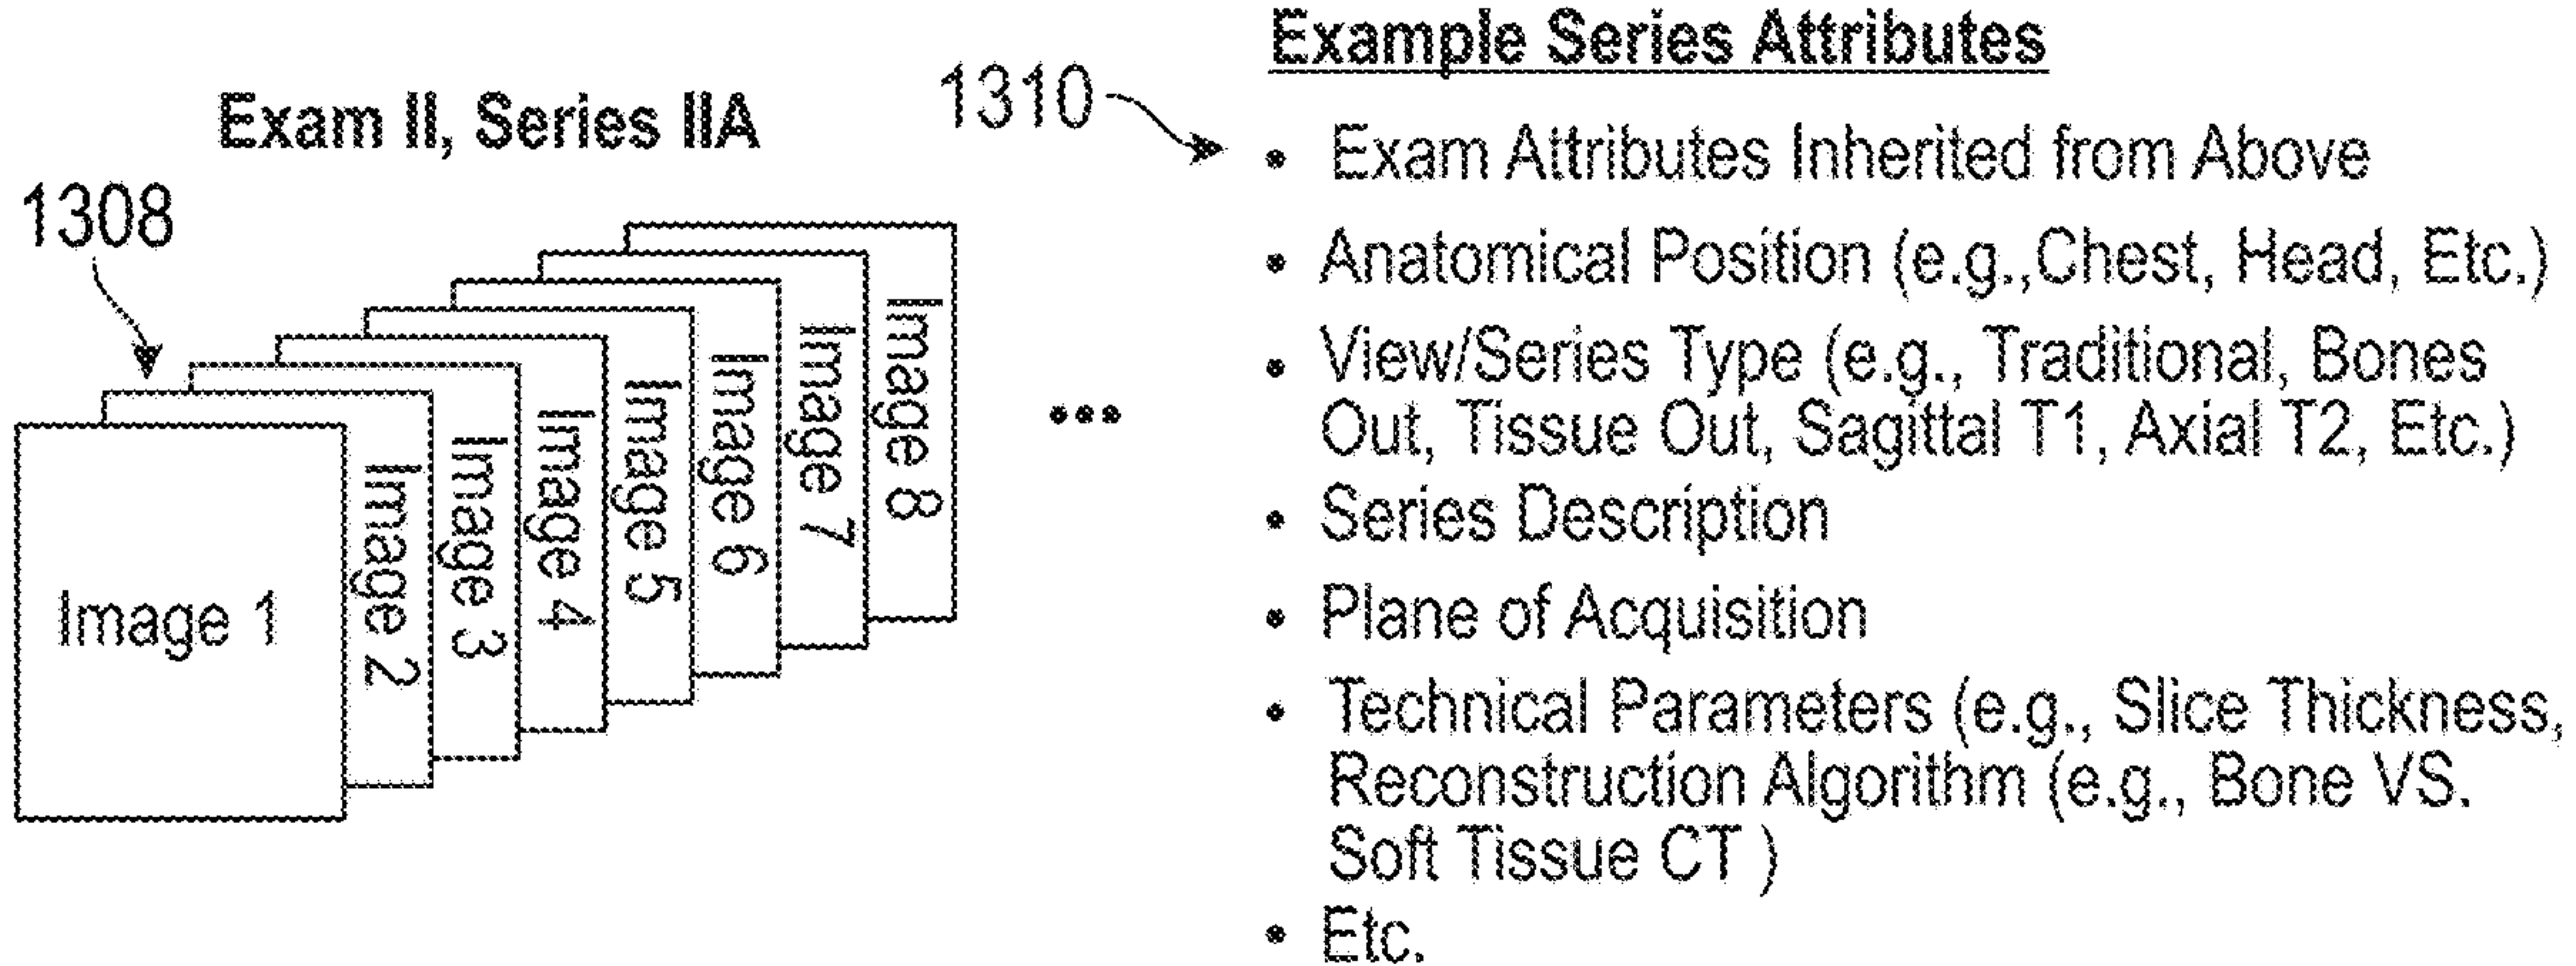 Exam II, Series IIA
1308
Image 1
Image 2
Image 3
Image 4
Image 5
Image 6
Image 7
Image 8
•••
1310
Example Series Attributes
• Exam Attributes Inherited from Above
• Anatomical Position (e.g.,Chest, Head, Etc.)
• View/Series Type (e.g., Traditional, Bones
Out, Tissue Out, Sagittal T1, Axial T2, Etc.)
• Series Description
• Plane of Acquisition
• Technical Parameters (e.g., Slice Thickness,
Reconstruction Algorithm (e.g., Bone VS.
Soft Tissue CT )
• Etc.